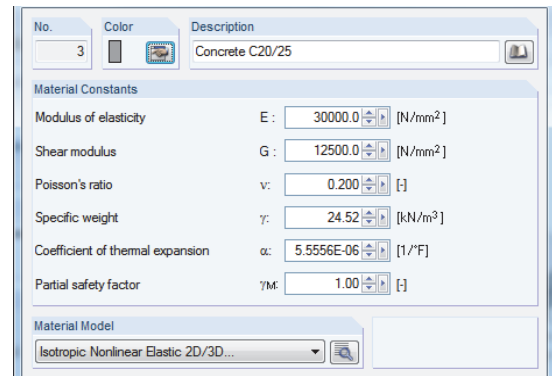 No. Color Description
3 Concrete C20/25
Material Constants
Modulus of elasticity E : 30000.0 [N/mm²]
Shear modulus G : 12500.0 [N/mm²]
Poisson's ratio ν: 0.200 [-]
Specific weight γ: 24.52 [kN/m³]
Coefficient of thermal expansion α: 5.5556E-06 [1/°F]
Partial safety factor γM: 1.00 [-]
Material Model
Isotropic Nonlinear Elastic 2D/3D...